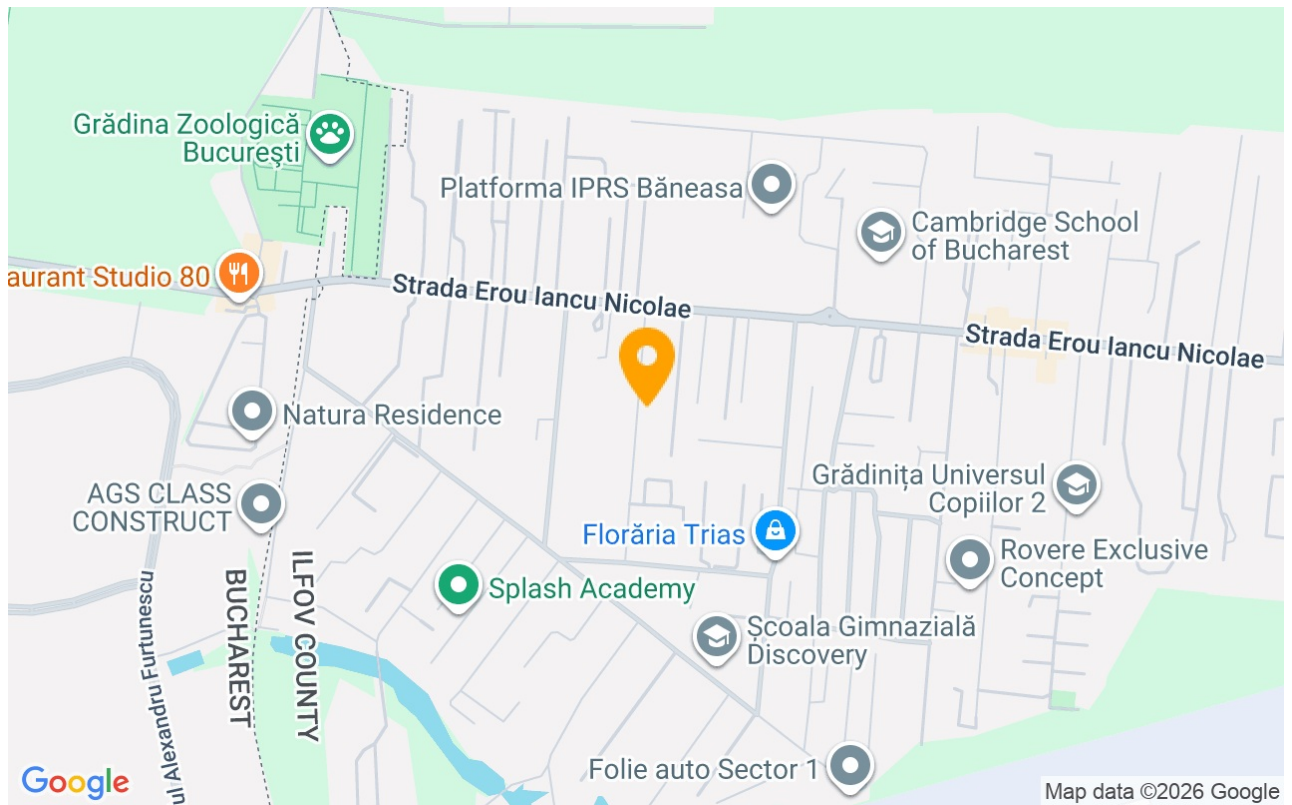 Grădina Zoologică
București
Platforma IPRS Băneasa
Cambridge School
of Bucharest
aurant Studio 80
Strada Erou Iancu Nicolae
Strada Erou Iancu Nicolae
Natura Residence
AGS CLASS
CONSTRUCT
Grădinița Universul
Copiilor 2
Florăria Trias
Rovere Exclusive
Concept
Splash Academy
Școala Gimnazială
Discovery
ILFOV COUNTY
BUCHAREST
ul Alexandru Furtunescu
Folie auto Sector 1
Google
Map data ©2026 Google